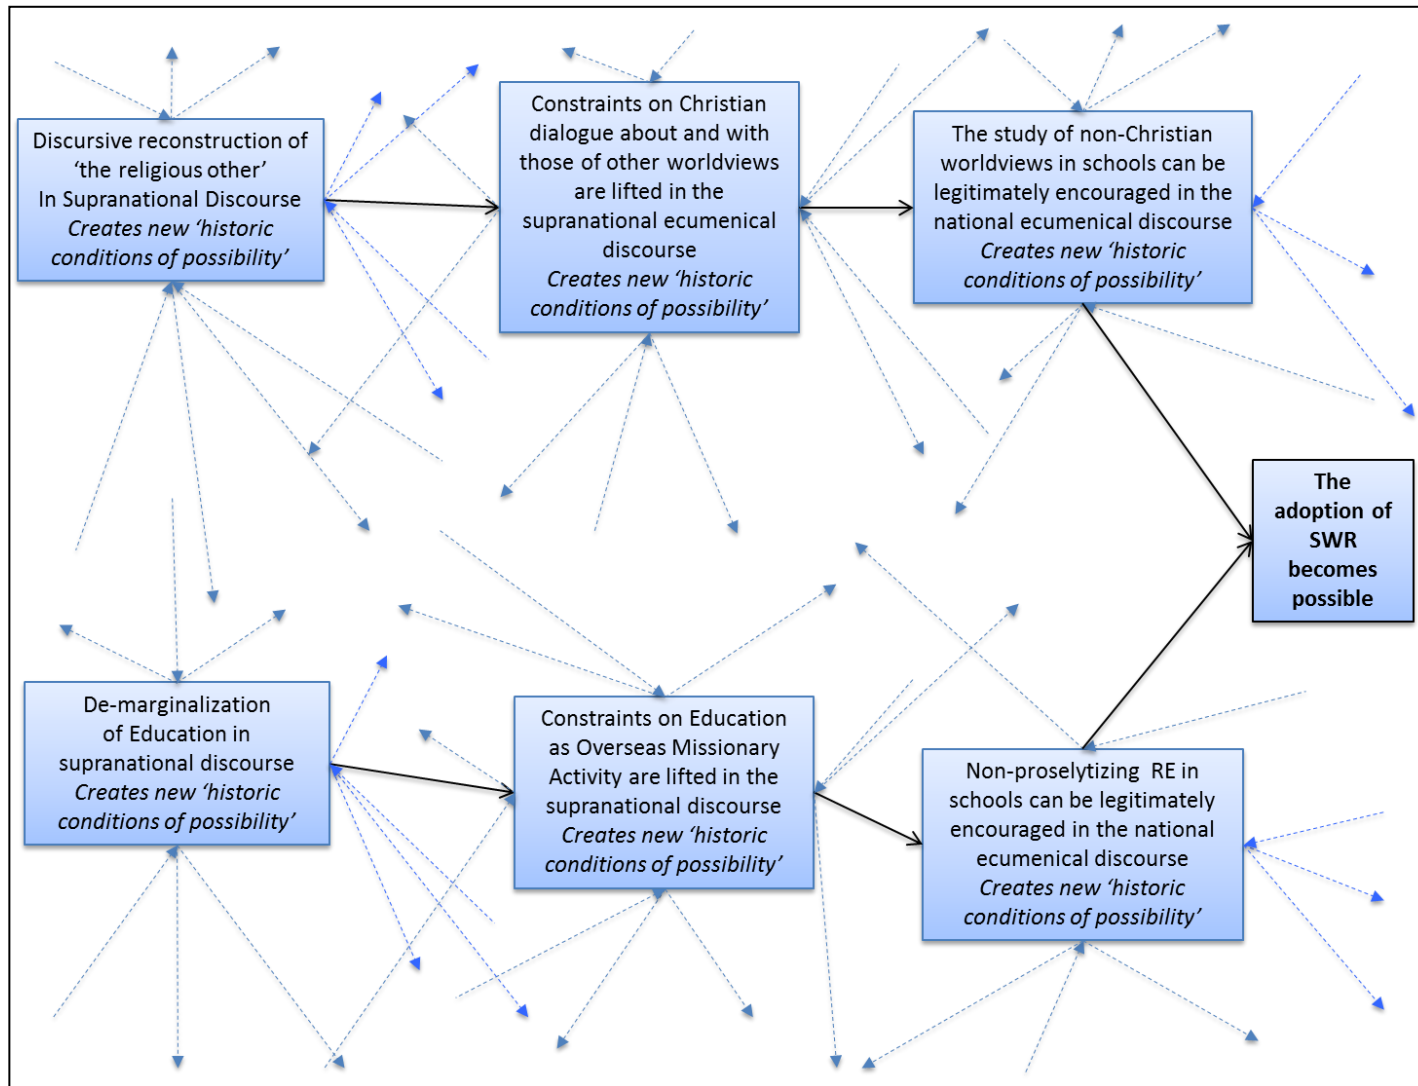 Discursive reconstruction of
‘the religious other’
In Supranational Discourse
Creates new ‘historic
conditions of possibility’
Constraints on Christian
dialogue about and with
those of other worldviews
are lifted in the
supranational ecumenical
discourse
Creates new ‘historic
conditions of possibility’
The study of non-Christian
worldviews in schools can be
legitimately encouraged in the
national ecumenical discourse
Creates new ‘historic
conditions of possibility’
The
adoption of
SWR
becomes
possible
De-marginalization
of Education in
supranational discourse
Creates new ‘historic
conditions of possibility’
Constraints on Education
as Overseas Missionary
Activity are lifted in the
supranational discourse
Creates new ‘historic
conditions of possibility’
Non-proselytizing RE in
schools can be legitimately
encouraged in the national
ecumenical discourse
Creates new ‘historic
conditions of possibility’